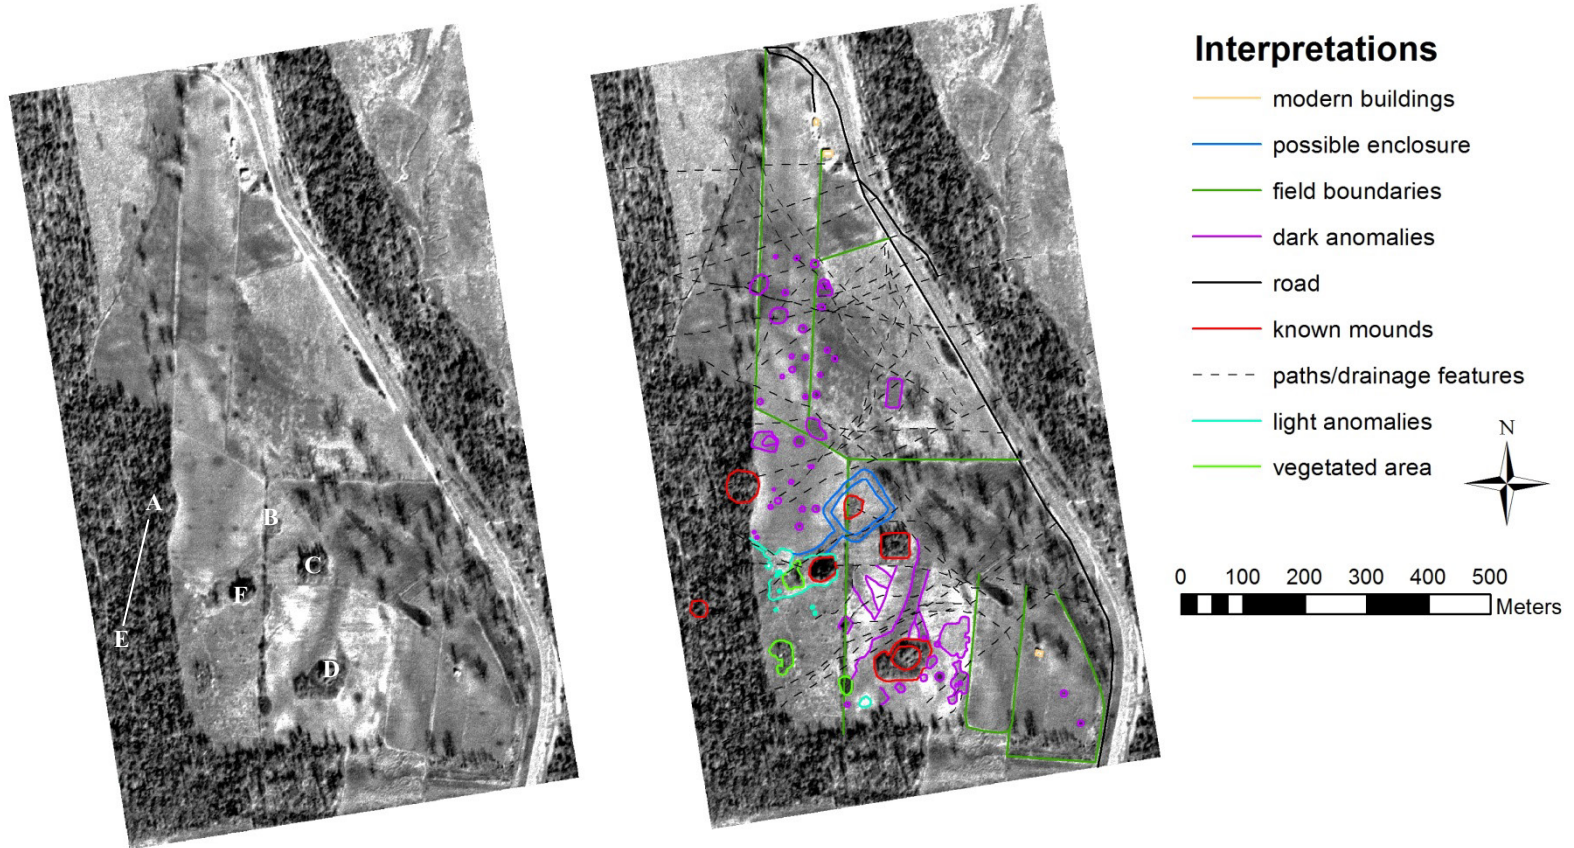 A
B
C
F
E
D
Interpretations
modern buildings
possible enclosure
field boundaries
dark anomalies
road
known mounds
paths/drainage features
light anomalies
vegetated area
N
0 100 200 300 400 500
Meters